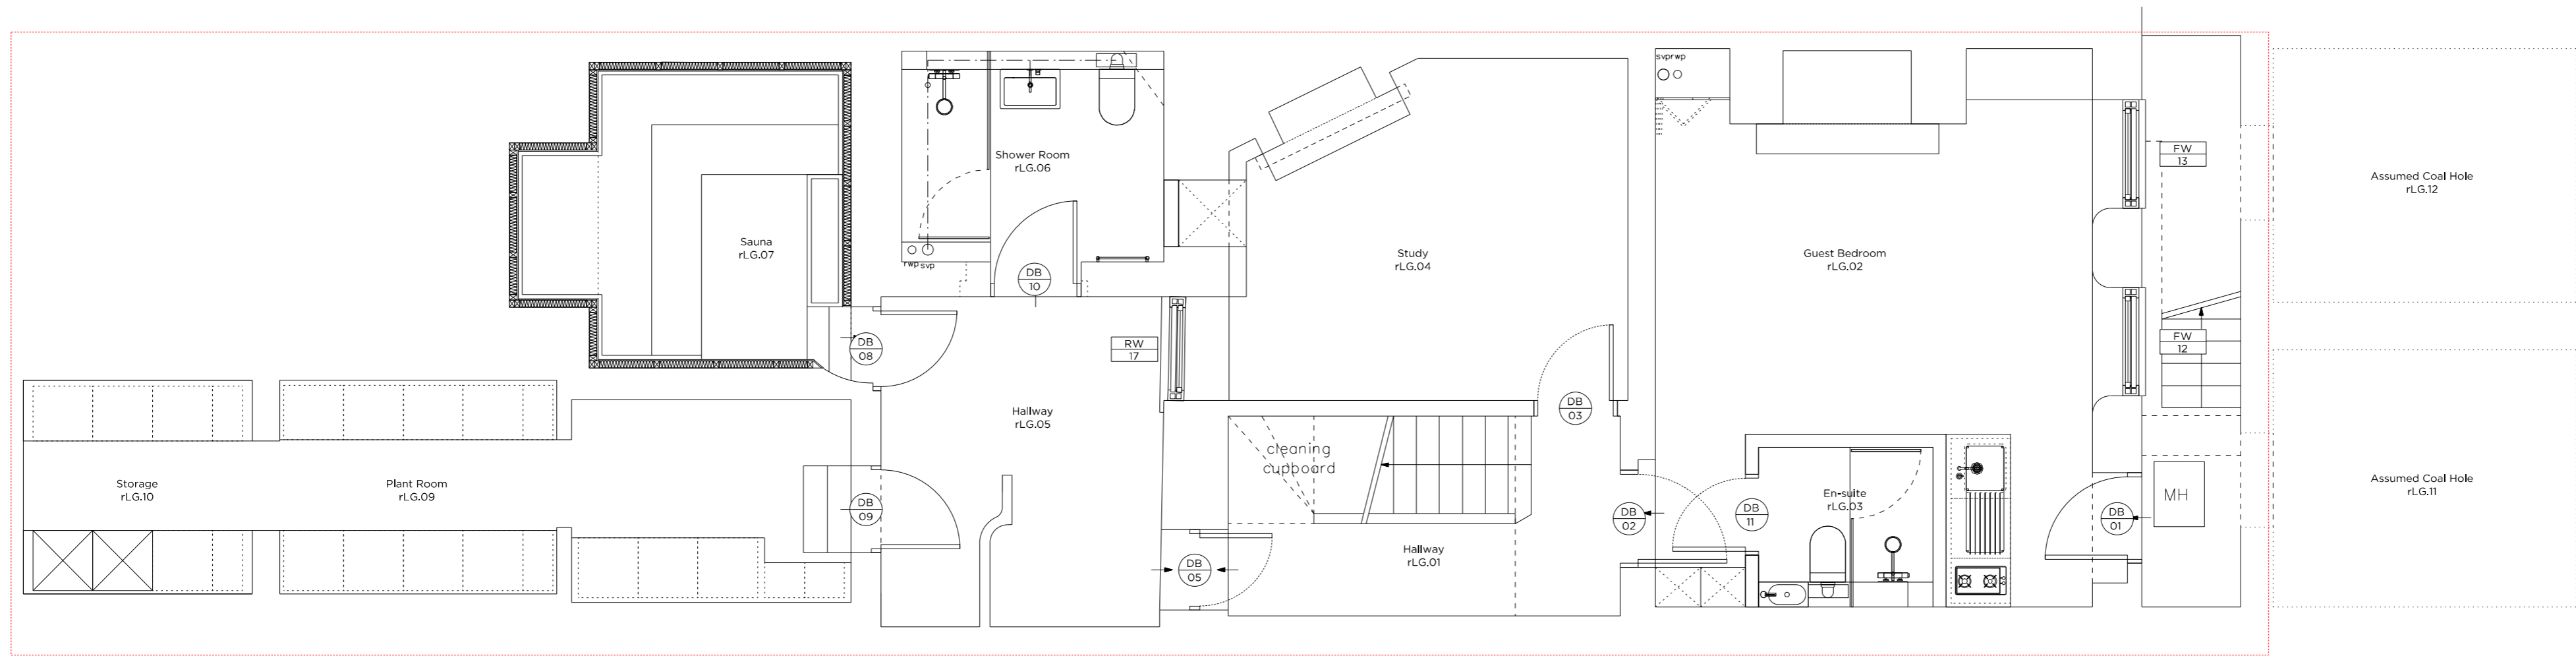 svprwp
Shower Room
rLG.06
rwp svp
DB
10
Sauna
rLG.07
DB
08
Study
rLG.04
Guest Bedroom
rLG.02
FW
13
FW
12
Assumed Coal Hole
rLG.12
RW
17
Hallway
rLG.05
DB
03
cleaning
cupboard
Storage
rLG.10
Plant Room
rLG.09
DB
09
DB
05
Hallway
rLG.01
DB
02
DB
11
En-suite
rLG.03
DB
01
MH
Assumed Coal Hole
rLG.11